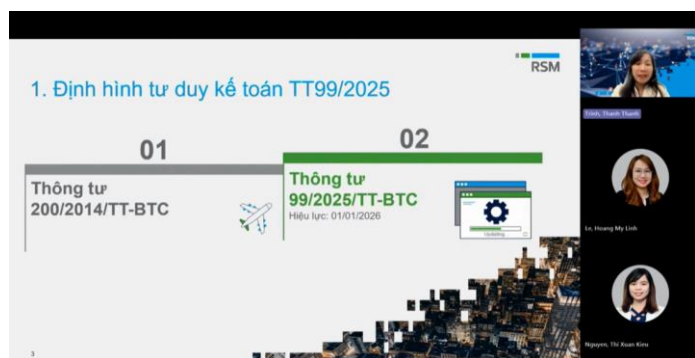 RSM
1. Định hình tư duy kế toán TT99/2025
01
Thông tư
200/2014/TT-BTC
02
Thông tư
99/2025/TT-BTC
Hiệu lực: 01/01/2026
Updating
3
Trinh, Thanh Thanh
Le, Hoang My Linh
Nguyen, Thi Xuan Kieu